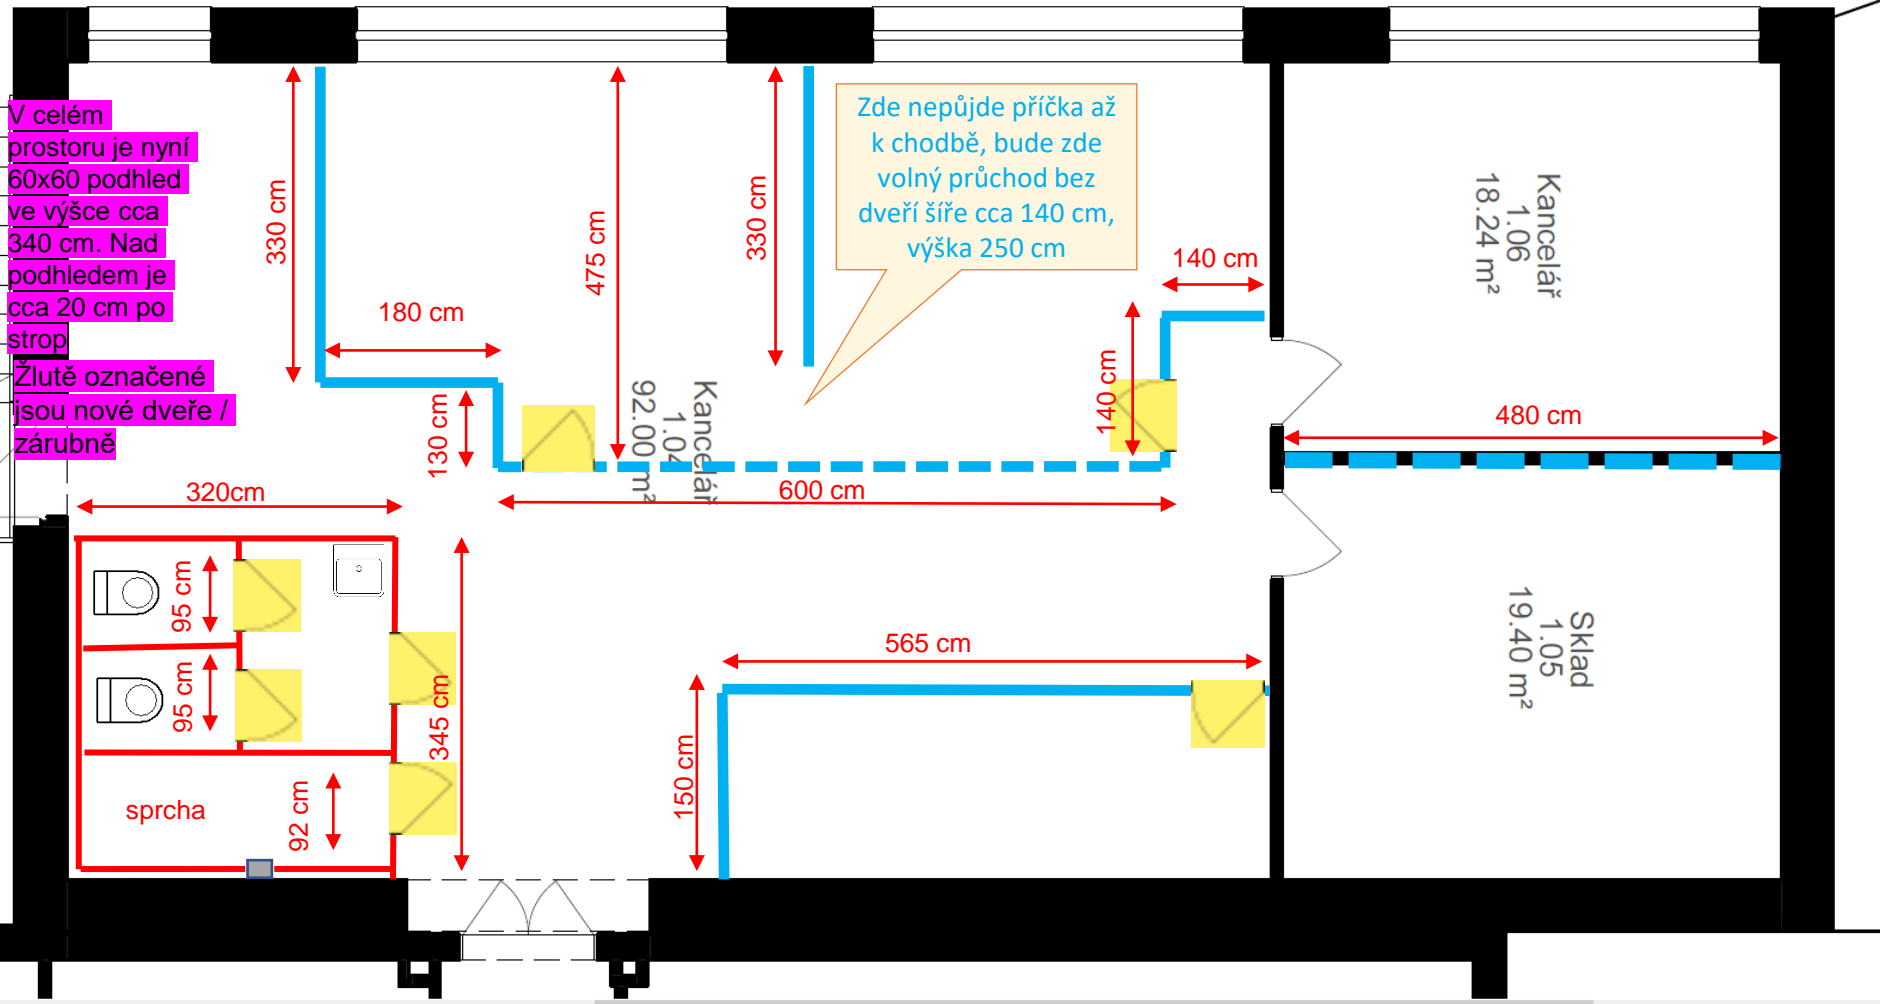 V celém
prostoru je nyní
60x60 podhled
ve výšce cca
340 cm. Nad
podhledem je
cca 20 cm po
strop
Žlutě označené
jsou nové dveře /
zárubně
330 cm
180 cm
130 cm
475 cm
330 cm
Zde nepůjde příčka až
k chodbě, bude zde
volný průchod bez
dveří šíře cca 140 cm,
výška 250 cm
140 cm
140 cm
Kancelář
1.04
92.00 m²
600 cm
Kancelář
1.06
18.24 m²
480 cm
320cm
95 cm
95 cm
sprcha
92 cm
345 cm
565 cm
150 cm
Sklad
1.05
19.40 m²